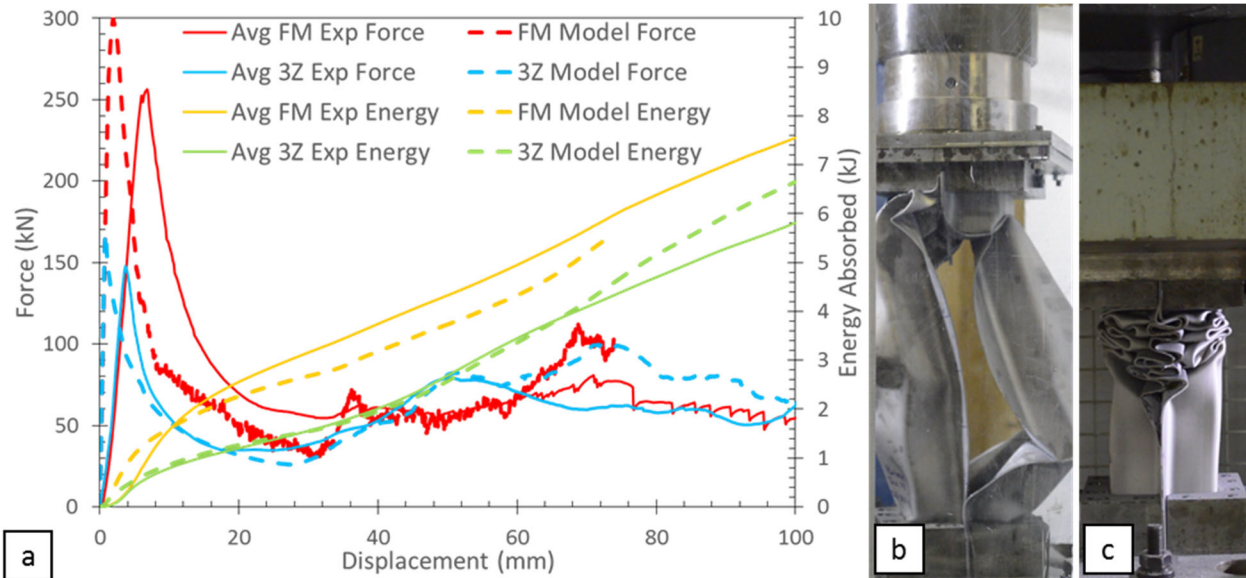 Avg FM Exp Force
FM Model Force
Avg 3Z Exp Force
3Z Model Force
Avg FM Exp Energy
FM Model Energy
Avg 3Z Exp Energy
3Z Model Energy
300
250
200
150
100
50
0
Force (kN)
10
9
8
7
6
5
4
3
2
1
0
Energy Absorbed (kJ)
0
20
40
60
80
100
Displacement (mm)
a
b
c